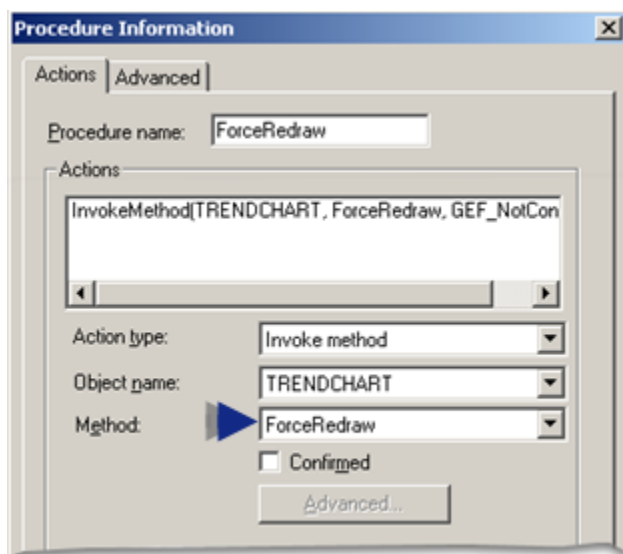 Procedure Information
Actions Advanced
Procedure name: ForceRedraw
Actions
InvokeMethod(TRENDCHART, ForceRedraw, GEF_NotCon
Action type: Invoke method
Object name: TRENDCHART
Method: ForceRedraw
Confirmed
Advanced...